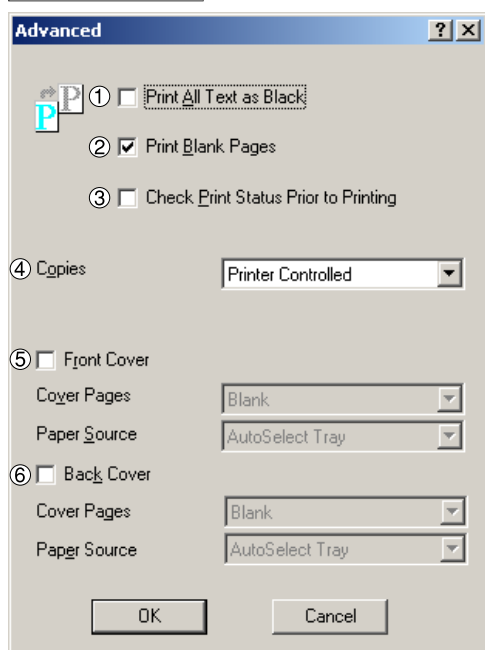 Advanced ? ×
P P
① Print All Text as Black
② Print Blank Pages
③ Check Print Status Prior to Printing
④ Copies Printer Controlled
⑤ Front Cover
Cover Pages Blank
Paper Source AutoSelect Tray
⑥ Back Cover
Cover Pages Blank
Paper Source AutoSelect Tray
OK Cancel